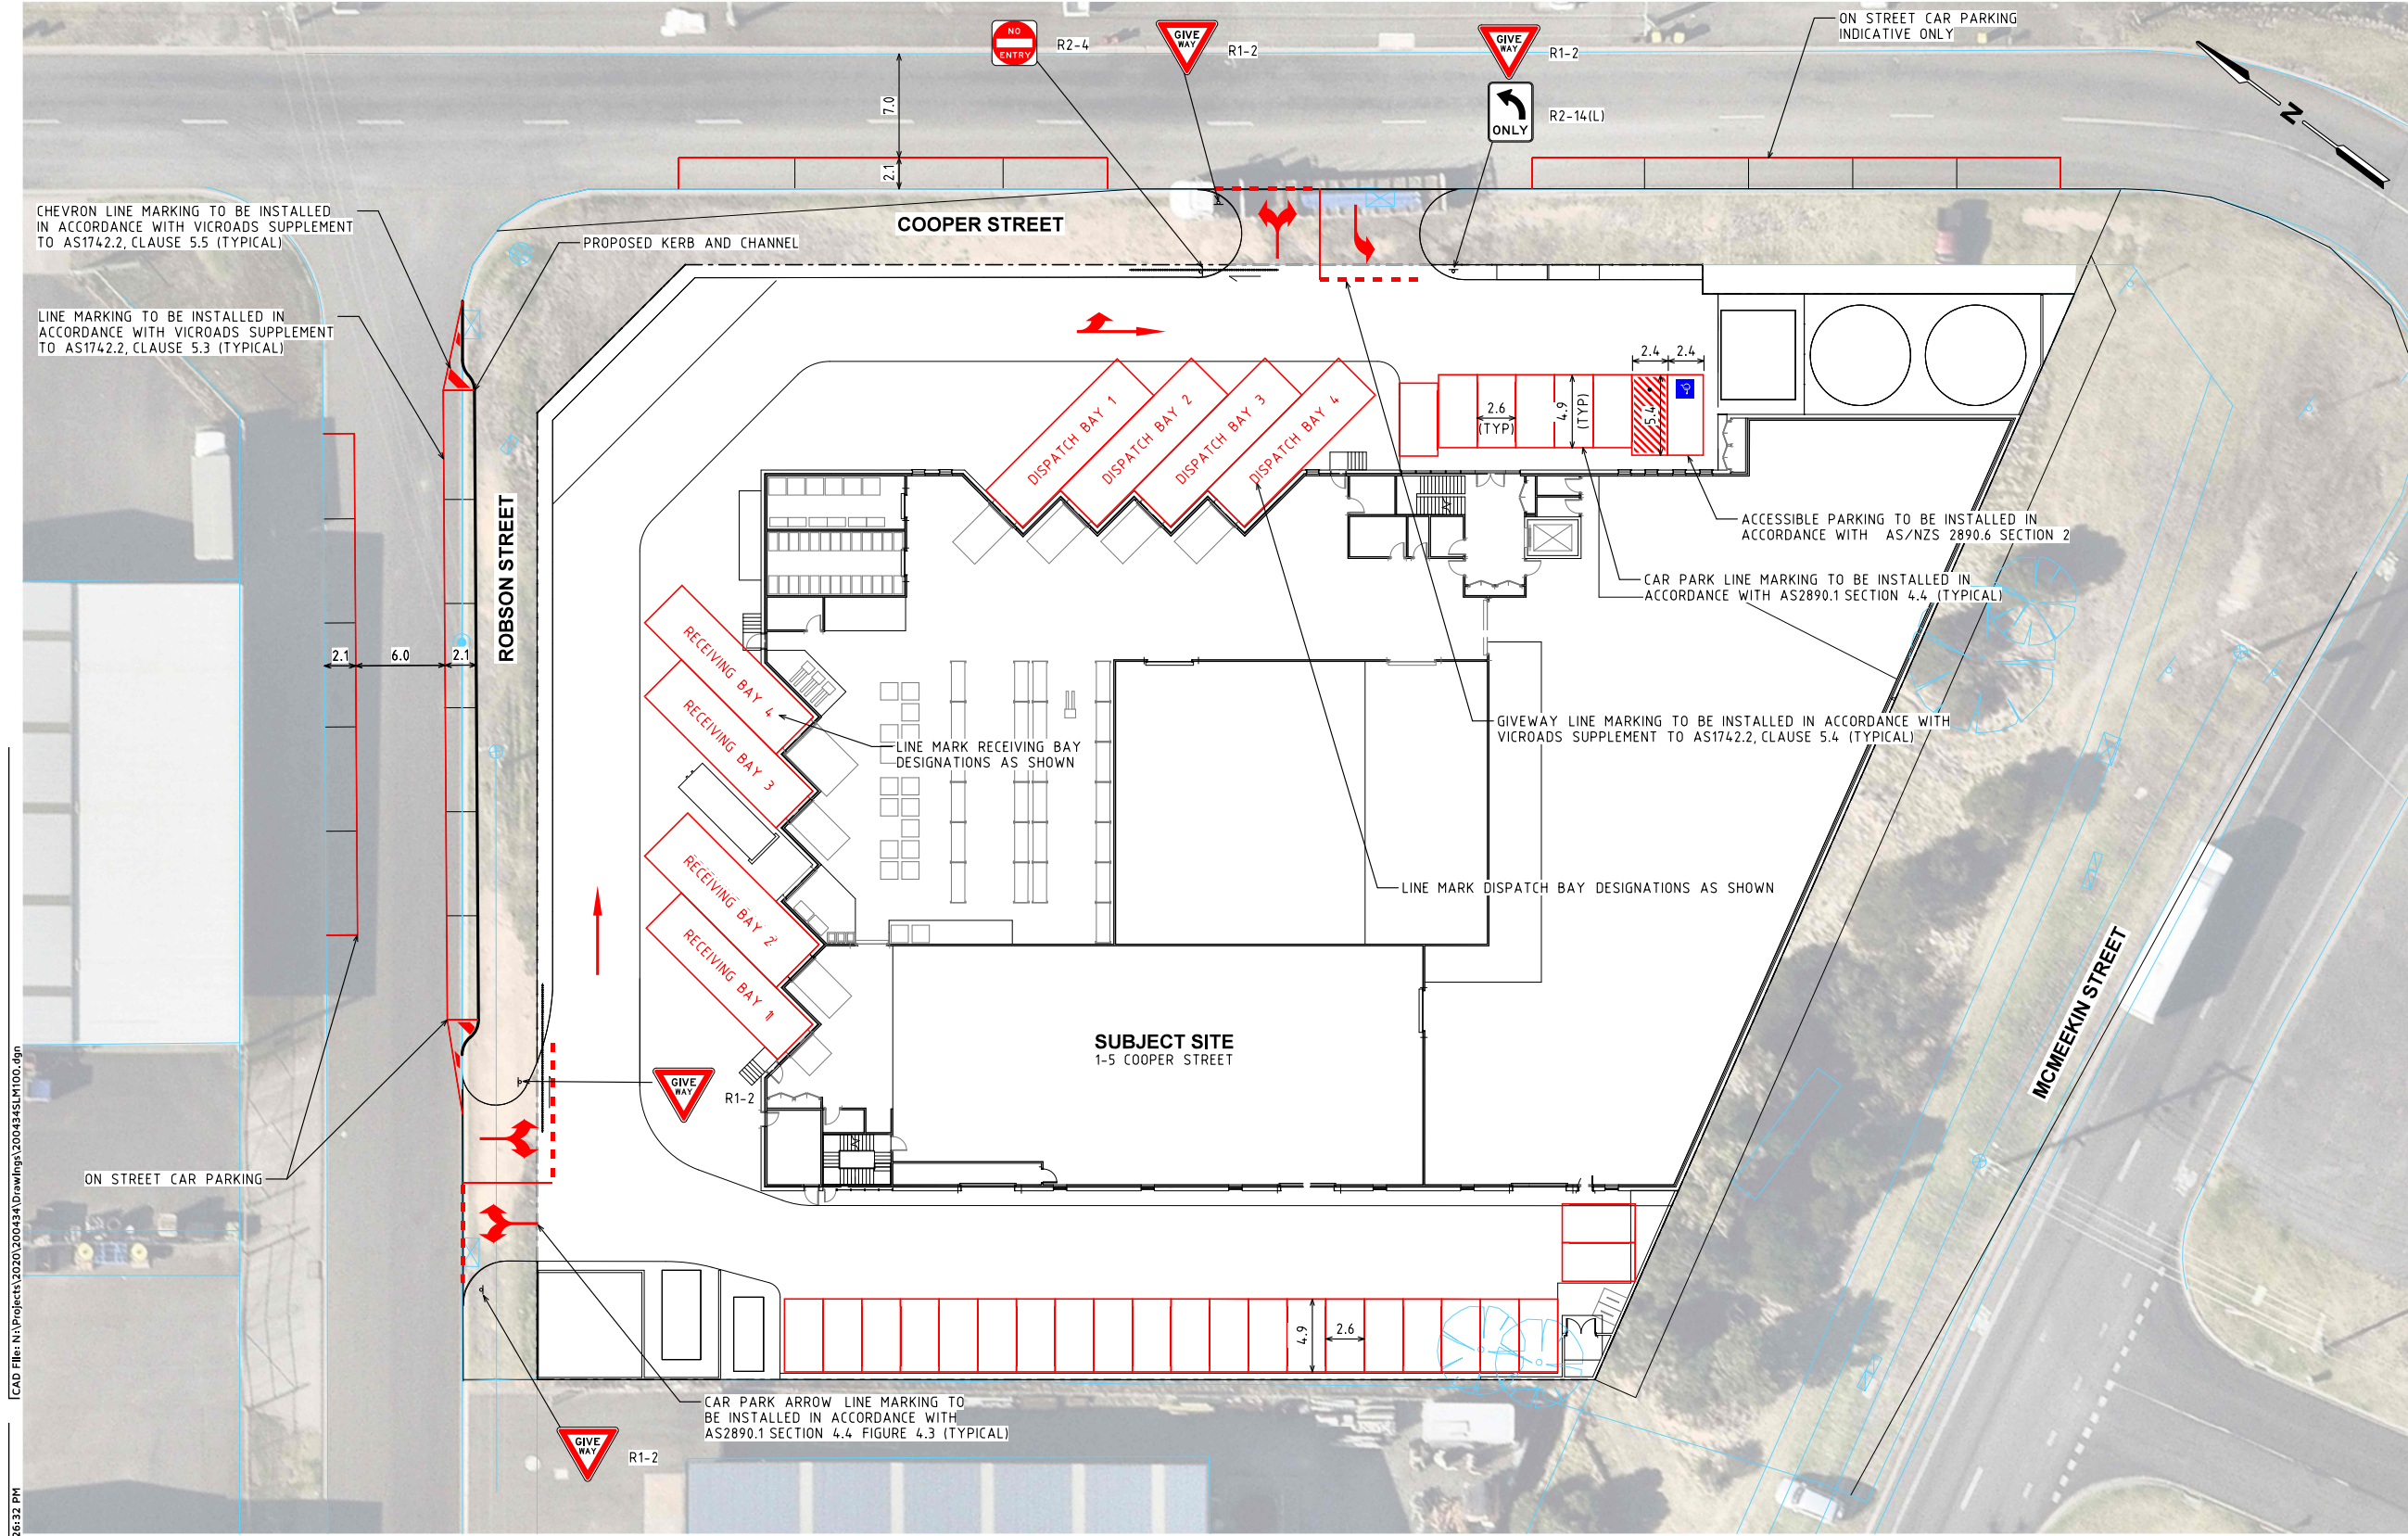 ON STREET CAR PARKING
INDICATIVE ONLY
NO
ENTRY
R2-4
GIVE
WAY
R1-2
GIVE
WAY
R1-2
ONLY
R2-14(L)
N
7.0
2.1
COOPER STREET
CHEVRON LINE MARKING TO BE INSTALLED
IN ACCORDANCE WITH VICROADS SUPPLEMENT
TO AS1742.2, CLAUSE 5.5 (TYPICAL)
PROPOSED KERB AND CHANNEL
LINE MARKING TO BE INSTALLED IN
ACCORDANCE WITH VICROADS SUPPLEMENT
TO AS1742.2, CLAUSE 5.3 (TYPICAL)
DISPATCH BAY 1
DISPATCH BAY 2
DISPATCH BAY 3
DISPATCH BAY 4
2.4
2.4
2.6
(TYP)
4.9
(TYP)
5.4
ACCESSIBLE PARKING TO BE INSTALLED IN
ACCORDANCE WITH AS/NZS 2890.6 SECTION 2
CAR PARK LINE MARKING TO BE INSTALLED IN
ACCORDANCE WITH AS2890.1 SECTION 4.4 (TYPICAL)
ROBSON STREET
2.1
6.0
2.1
RECEIVING BAY 4
RECEIVING BAY 3
RECEIVING BAY 2
RECEIVING BAY 1
LINE MARK RECEIVING BAY
DESIGNATIONS AS SHOWN
GIVEWAY LINE MARKING TO BE INSTALLED IN ACCORDANCE WITH
VICROADS SUPPLEMENT TO AS1742.2, CLAUSE 5.4 (TYPICAL)
LINE MARK DISPATCH BAY DESIGNATIONS AS SHOWN
MCMEEKIN STREET
SUBJECT SITE
1-5 COOPER STREET
GIVE
WAY
R1-2
ON STREET CAR PARKING
4.9
2.6
CAR PARK ARROW LINE MARKING TO
BE INSTALLED IN ACCORDANCE WITH
AS2890.1 SECTION 4.4 FIGURE 4.3 (TYPICAL)
GIVE
WAY
R1-2
CAD File: N:\Projects\2020\200434\Drawings\200434SLM100.dgn
26:32 PM